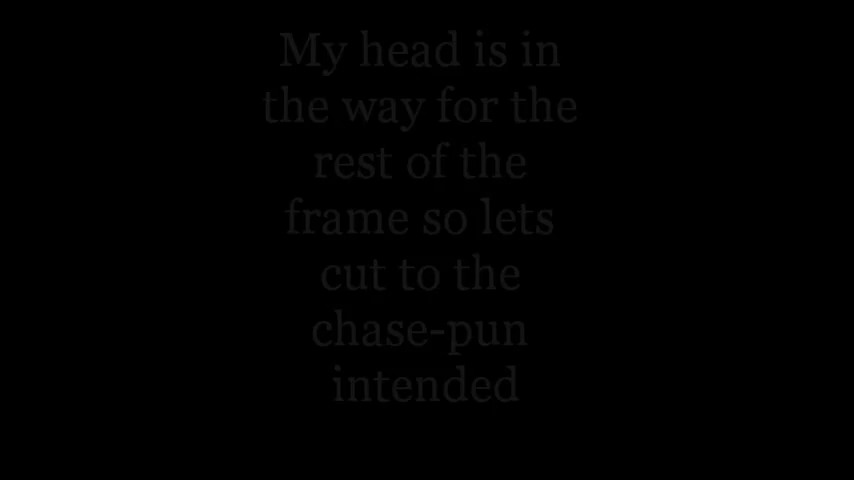 My head is in
the way for the
rest of the
frame so lets
cut to the
chase-pun
intended